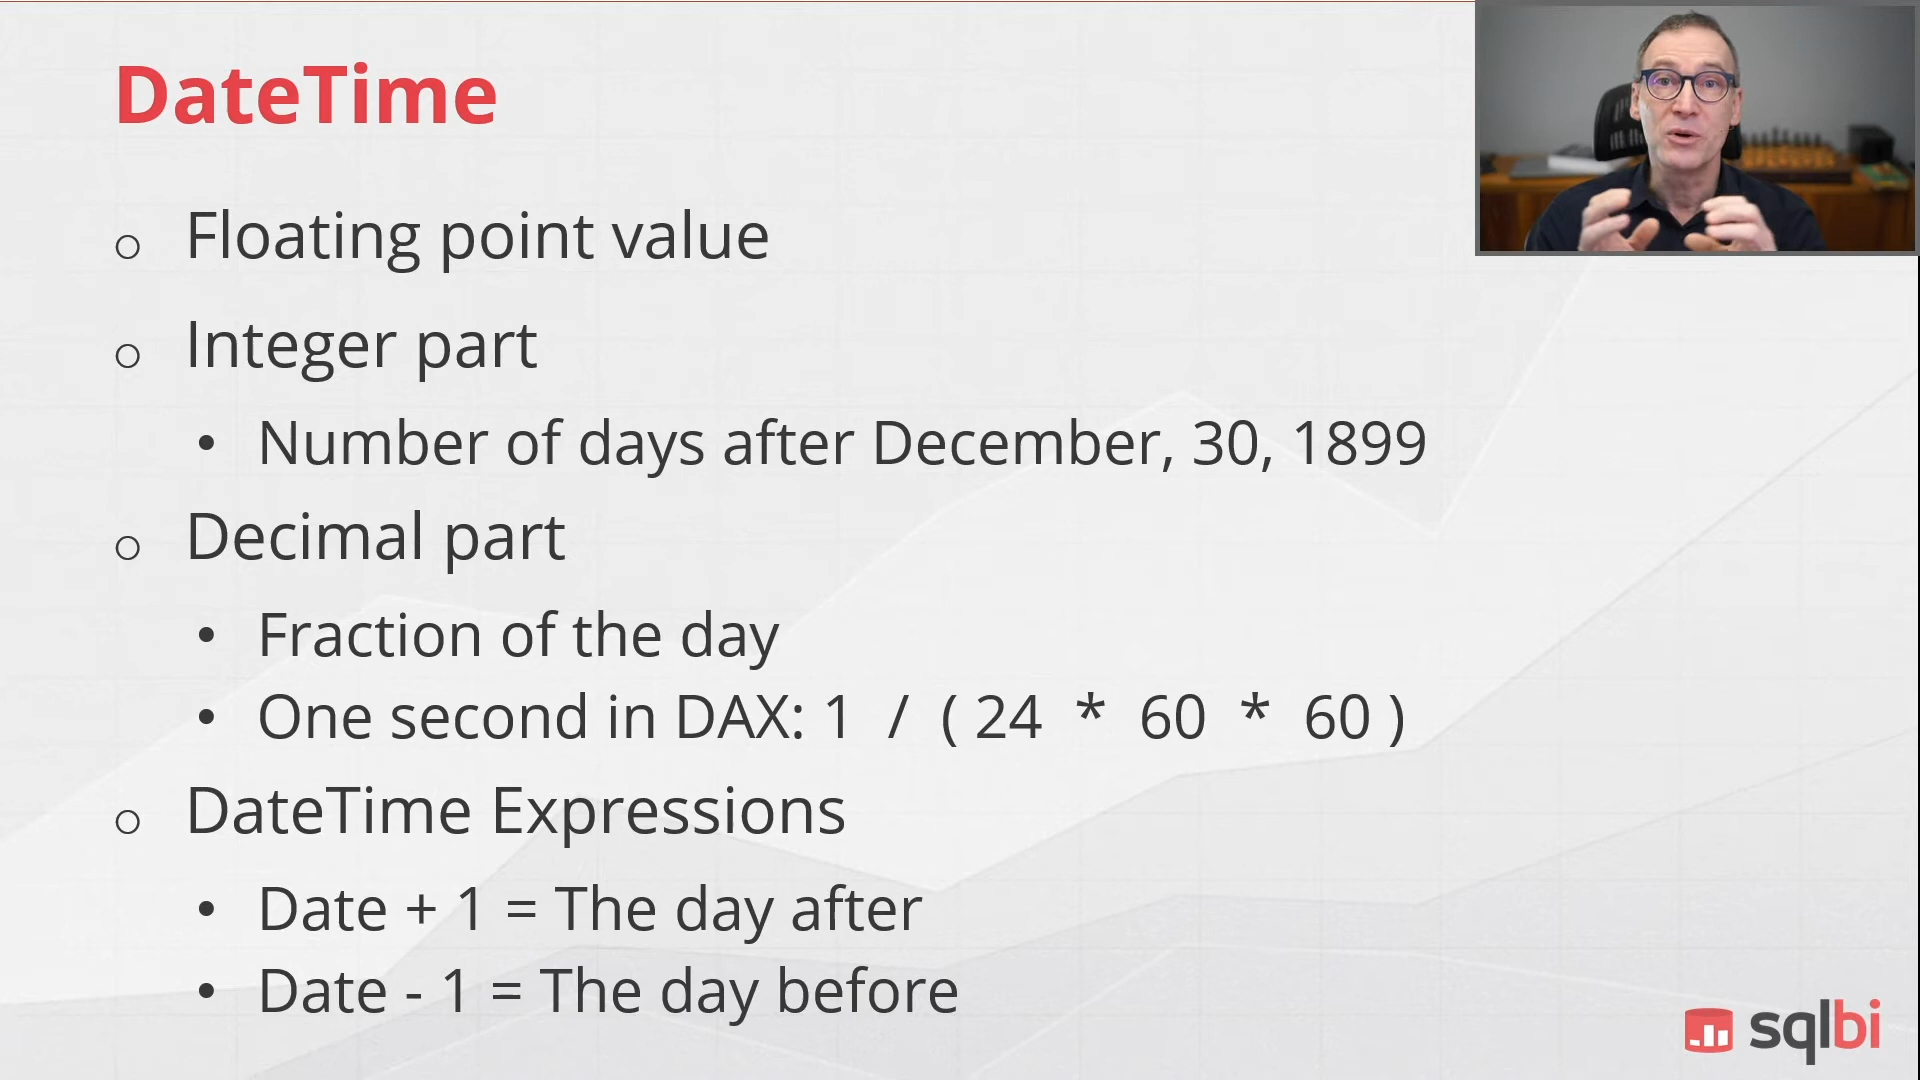 DateTime
Floating point value
Integer part
Number of days after December, 30, 1899
Decimal part
Fraction of the day
One second in DAX: 1 / ( 24 * 60 * 60 )
DateTime Expressions
Date + 1 = The day after
Date - 1 = The day before
sqlbi